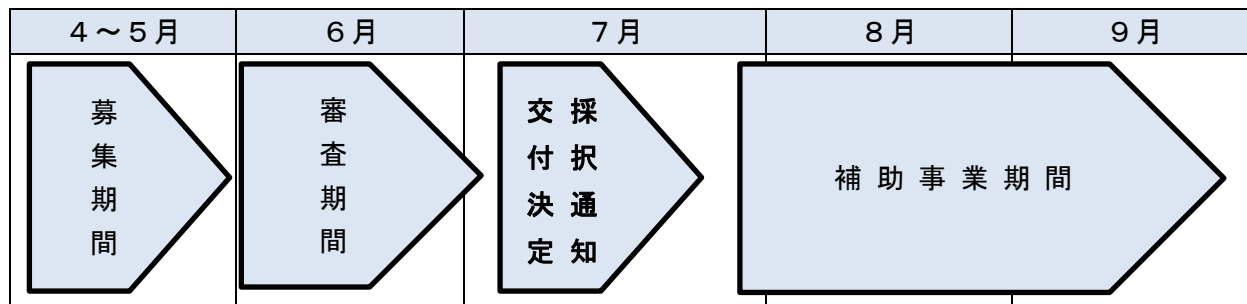 4～5月
6月
7月
8月
9月
募集期間
審査期間
採択通知
交付決定
補助事業期間